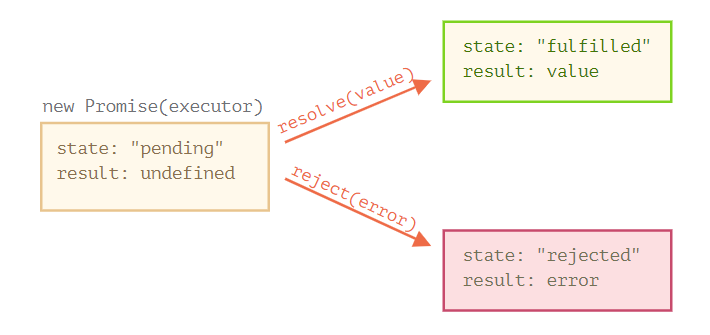 new Promise(executor)
state: "pending"
result: undefined
resolve(value)
reject(error)
state: "fulfilled"
result: value
state: "rejected"
result: error